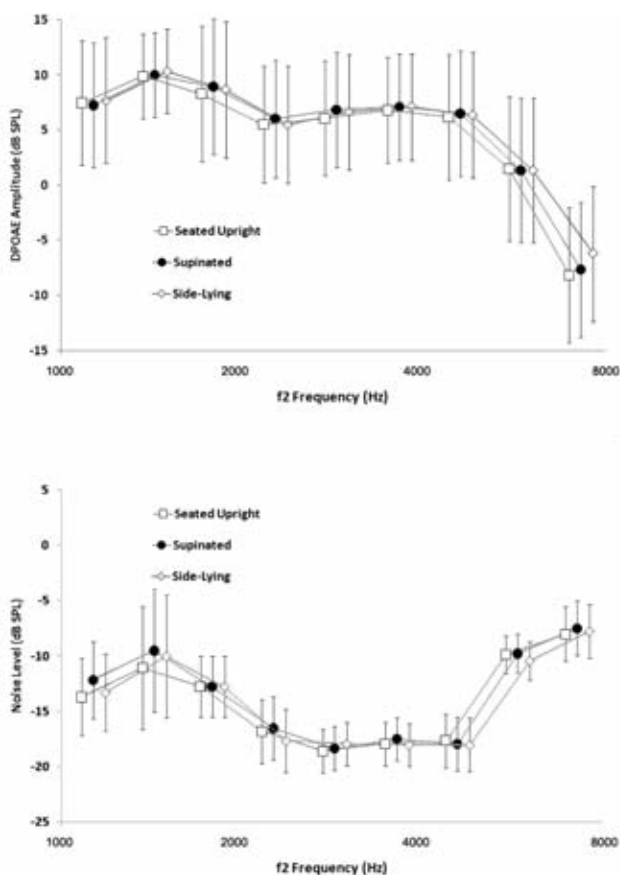 15
10
5
0
-5
-10
-15
DPOAE Amplitude (dB SPL)
Seated Upright
Supinated
Side-Lying
1000
2000
4000
8000
f2 Frequency (Hz)
5
0
-5
-10
-15
-20
-25
Noise Level (dB SPL)
Seated Upright
Supinated
Side-Lying
1000
2000
4000
8000
f2 Frequency (Hz)